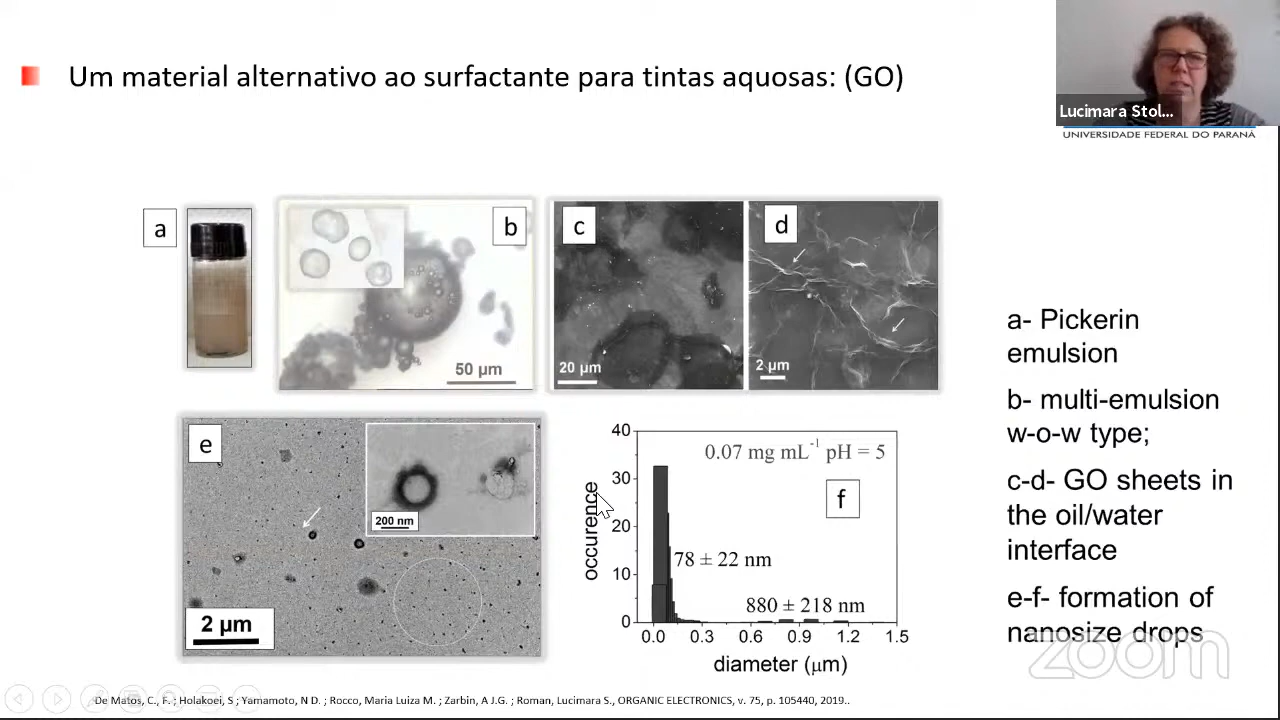 Um material alternativo ao surfactante para tintas aquosas: (GO)
Lucimara Stol...
UNIVERSIDADE FEDERAL DO PARANÁ
a
b
50 µm
c
20 µm
d
2 µm
a- Pickerin
emulsion
b- multi-emulsion
w-o-w type;
c-d- GO sheets in
the oil/water
interface
e-f- formation of
nanosize drops
e
200 nm
2 µm
40
30
20
10
0
occurence
0.07 mg mL⁻¹ pH = 5
f
78 ± 22 nm
880 ± 218 nm
0.0 0.3 0.6 0.9 1.2 1.5
diameter (µm)
zoom
De Matos, C., F. ; Holakoei, S ; Yamamoto, N D. ; Rocco, Maria Luiza M. ; Zarbin, A J.G. ; Roman, Lucimara S., ORGANIC ELECTRONICS, v. 75, p. 105440, 2019..